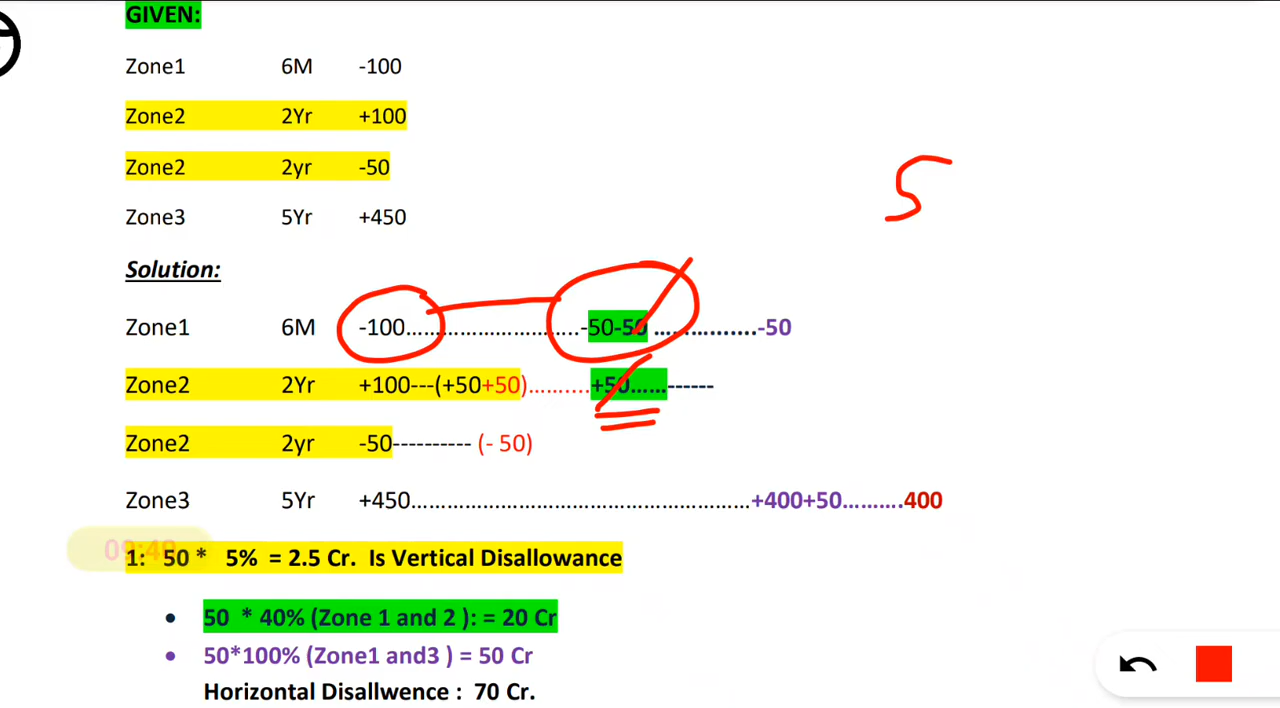 GIVEN:
Zone1 6M -100
Zone2 2Yr +100
Zone2 2yr -50
Zone3 5Yr +450
5
Solution:
Zone1 6M -100.............................-50-50 ...............-50
Zone2 2Yr +100---(+50+50)..........+50......------
Zone2 2yr -50---------- (- 50)
Zone3 5Yr +450..................................................+400+50..........400
09:40
1: 50 * 5% = 2.5 Cr. Is Vertical Disallowance
• 50 * 40% (Zone 1 and 2 ): = 20 Cr
• 50*100% (Zone1 and3 ) = 50 Cr
Horizontal Disallwence : 70 Cr.